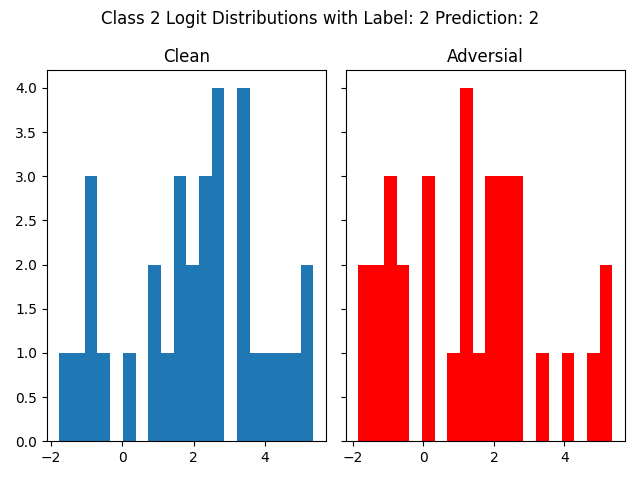 Class 2 Logit Distributions with Label: 2 Prediction: 2
Clean
Adversial
4.0
3.5
3.0
2.5
2.0
1.5
1.0
0.5
0.0
−2 0 2 4
−2 0 2 4